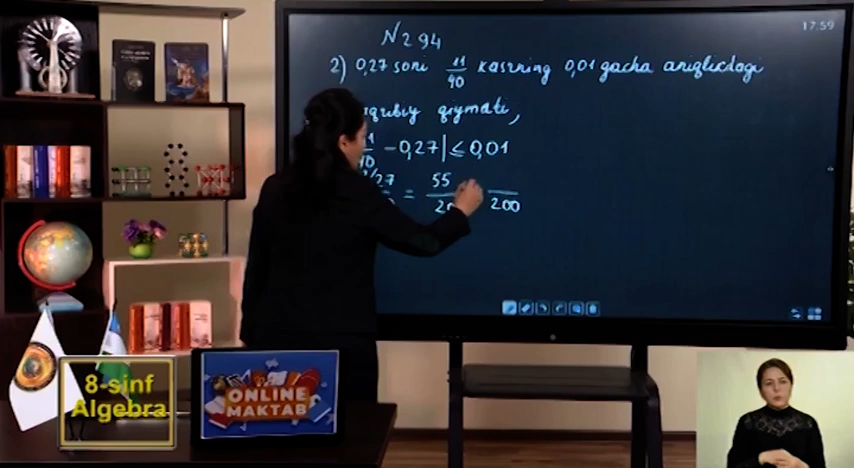 17:59
N 294
2) 0,27 soni 11/40 kasrning 0,01 gacha aniqlikdagi
qiymati,
- 0,27| ≤ 0,01
27 = 55 200
8-sinf
Algebra
ONLINE
MAKTAB